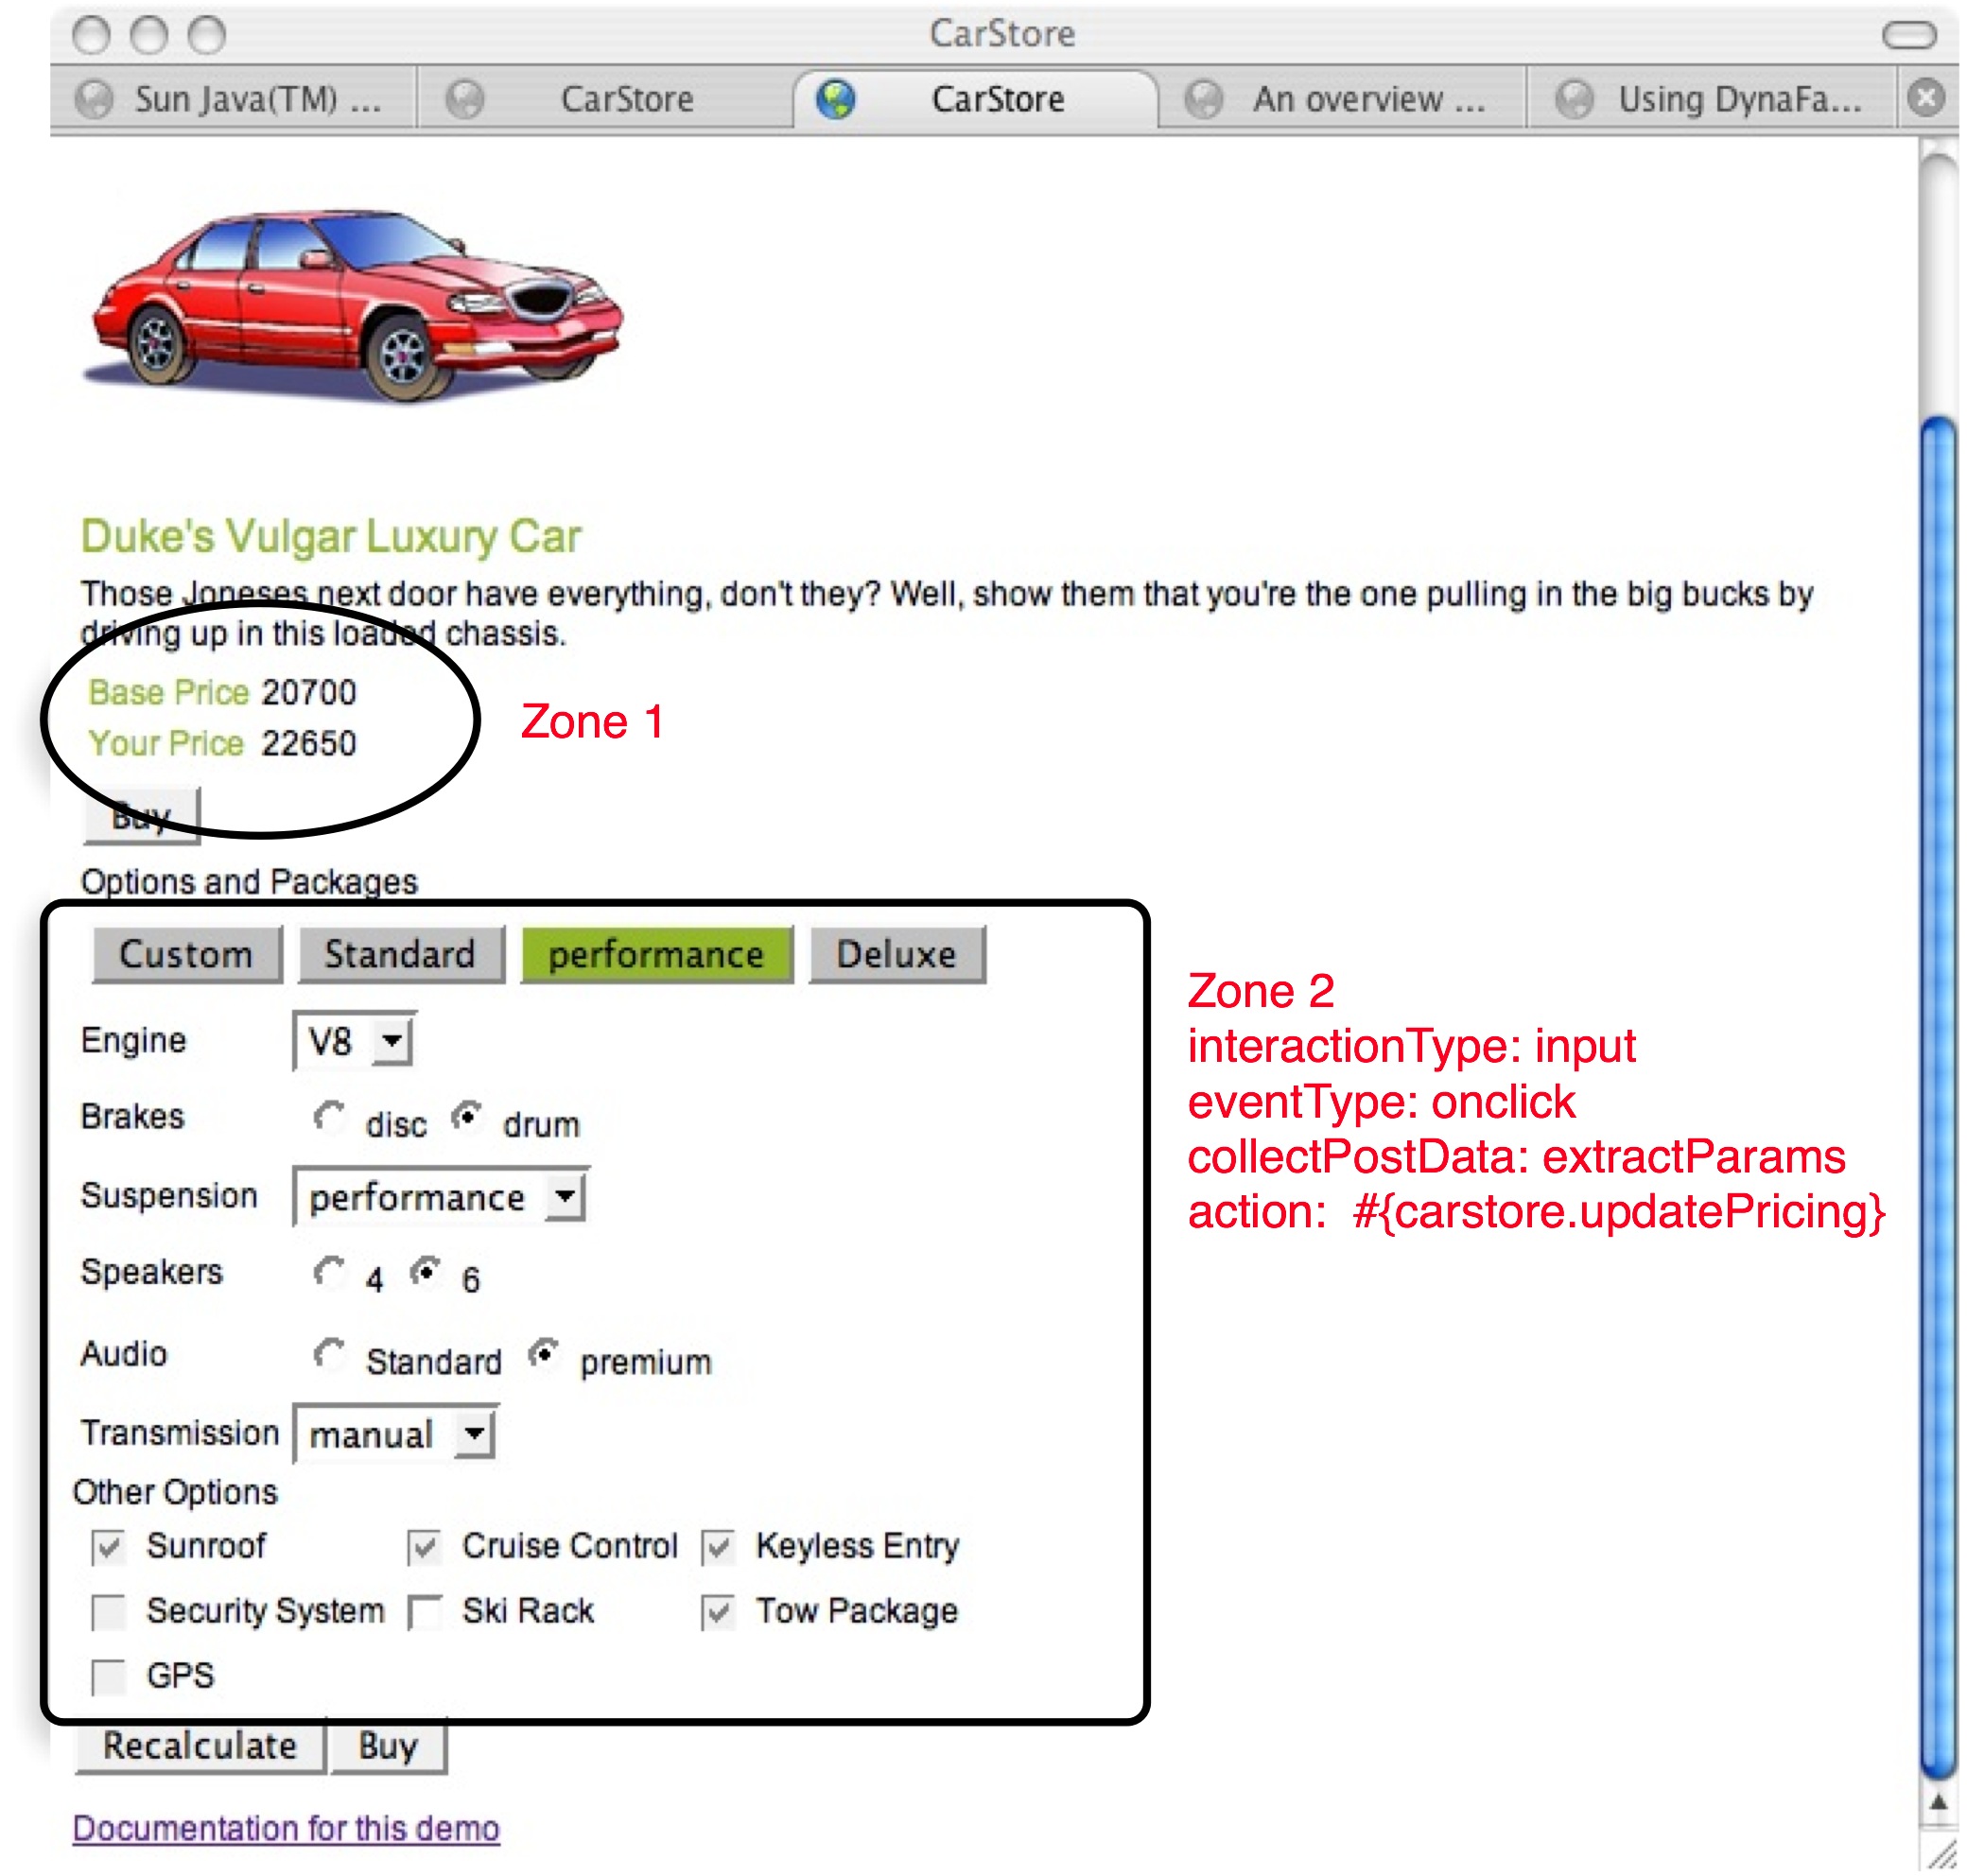 CarStore
Sun Java(TM) ... CarStore CarStore An overview ... Using DynaFa...
Duke's Vulgar Luxury Car
Those Joneses next door have everything, don't they? Well, show them that you're the one pulling in the big bucks by
driving up in this loaded chassis.
Base Price 20700
Your Price 22650
Zone 1
Buy
Options and Packages
Custom Standard performance Deluxe
Engine V8
Brakes disc drum
Suspension performance
Speakers 4 6
Audio Standard premium
Transmission manual
Other Options
Sunroof Cruise Control Keyless Entry
Security System Ski Rack Tow Package
GPS
Zone 2
interactionType: input
eventType: onclick
collectPostData: extractParams
action: #{carstore.updatePricing}
Recalculate Buy
Documentation for this demo